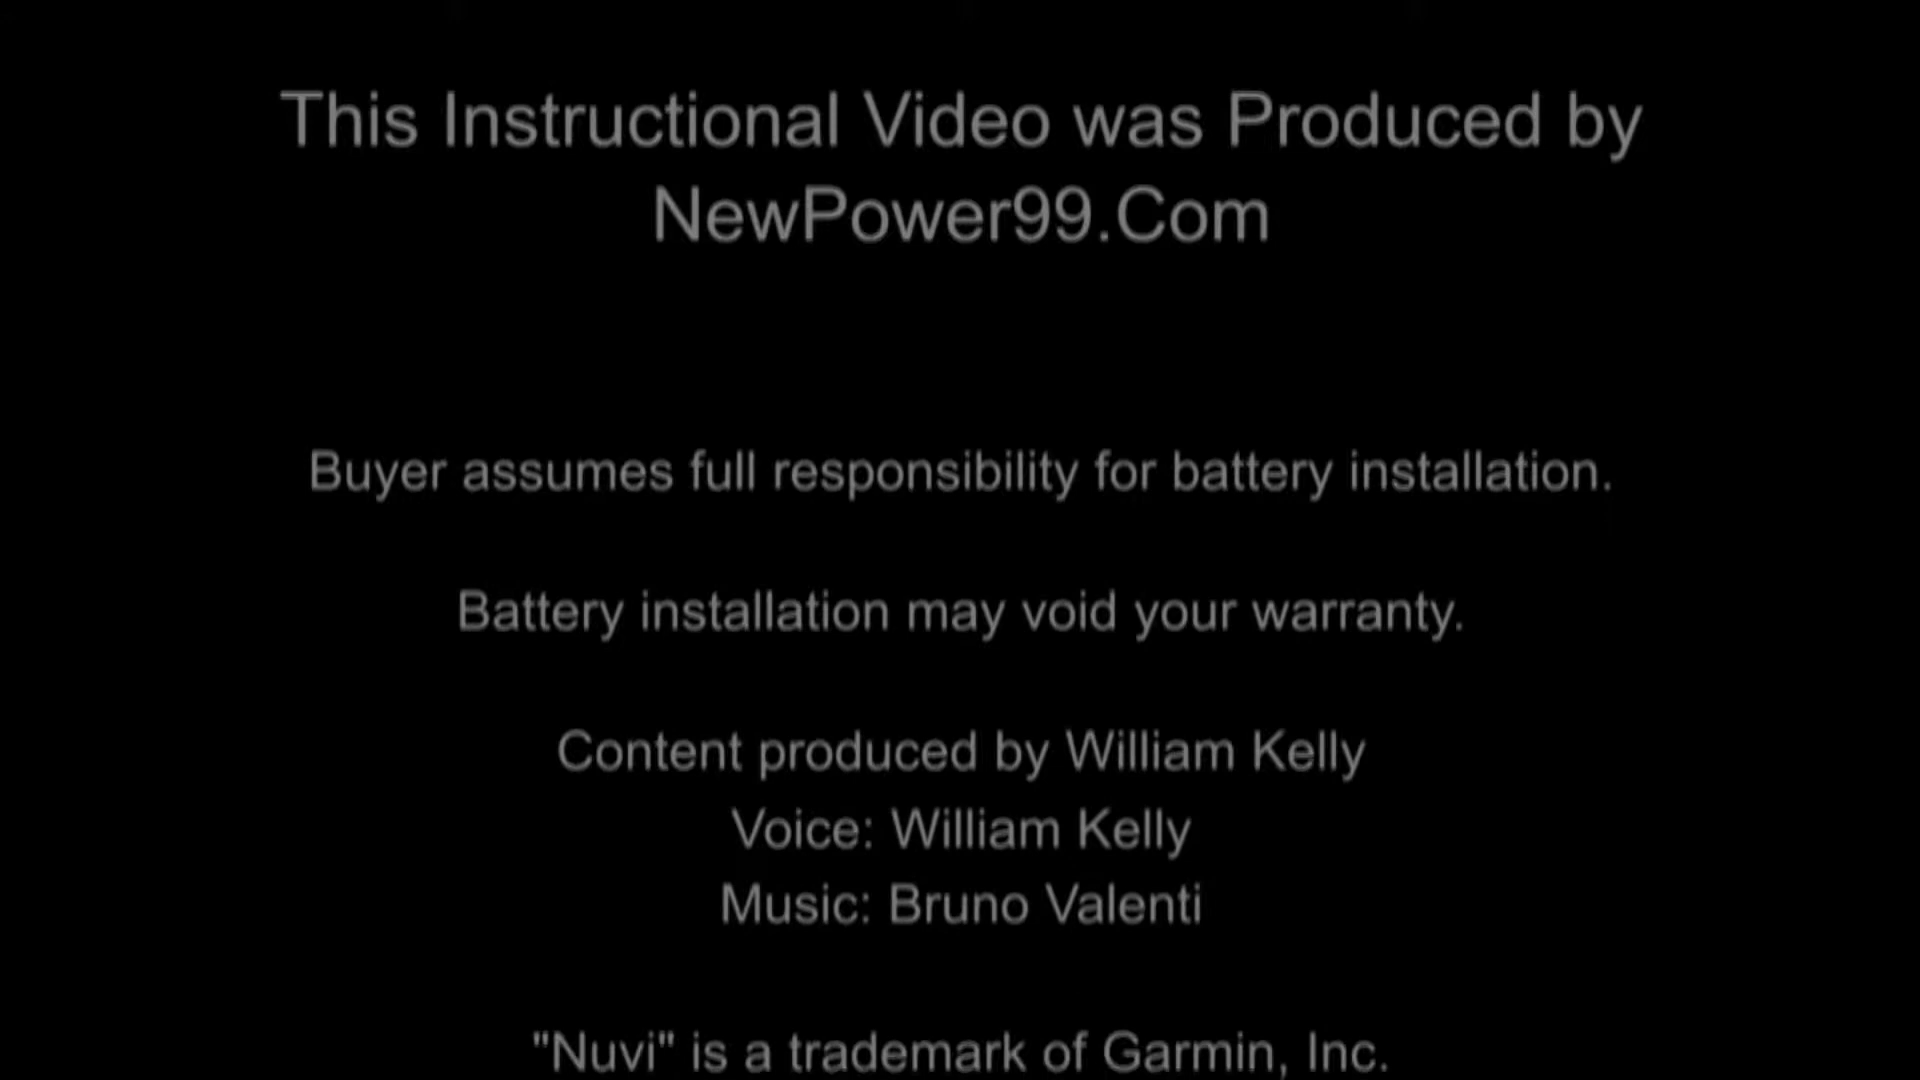 This Instructional Video was Produced by
NewPower99.Com
Buyer assumes full responsibility for battery installation.
Battery installation may void your warranty.
Content produced by William Kelly
Voice: William Kelly
Music: Bruno Valenti
"Nuvi" is a trademark of Garmin, Inc.